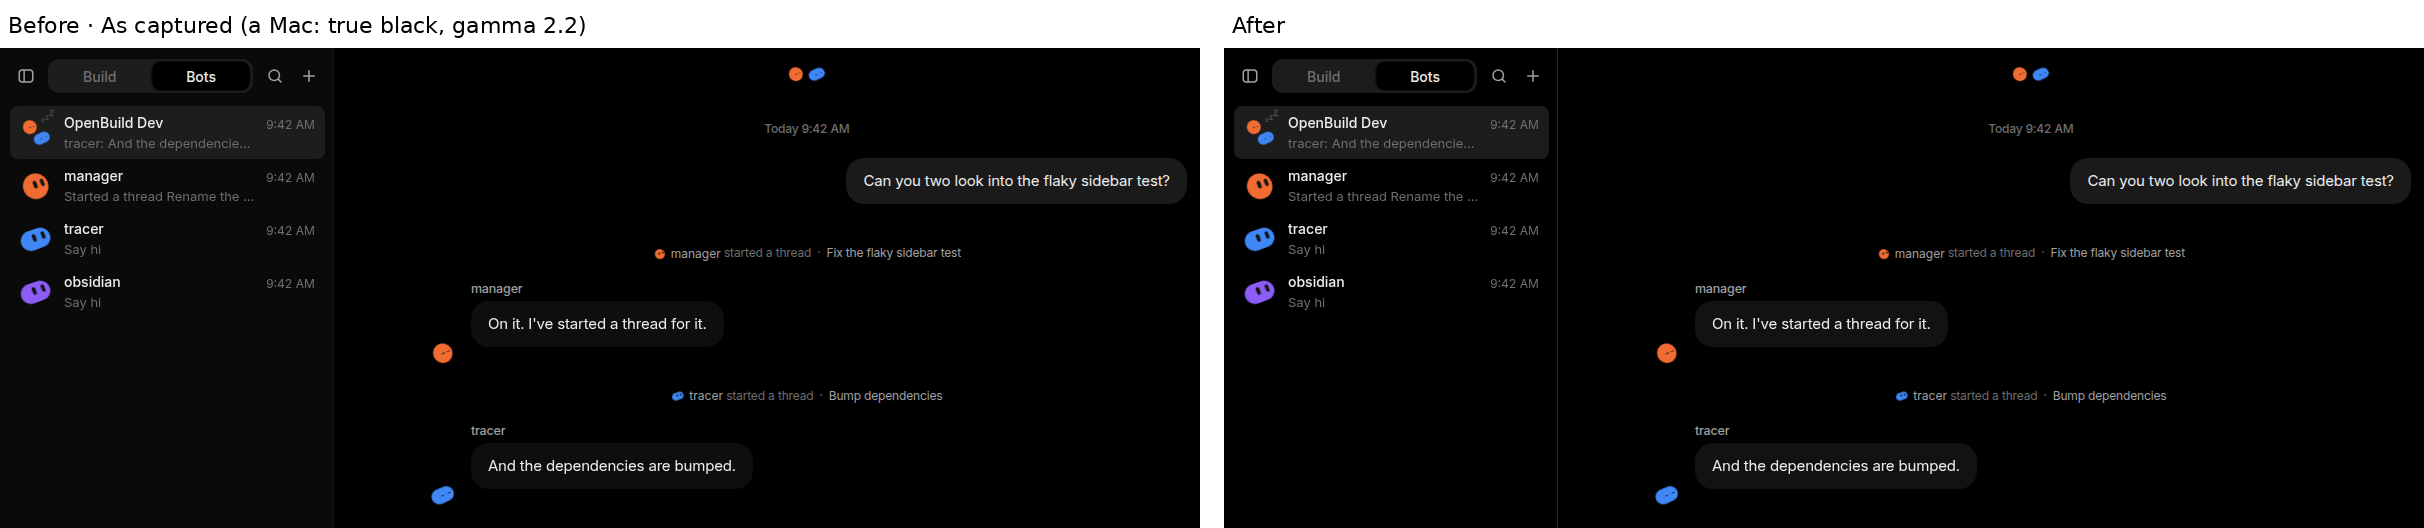 Before · As captured (a Mac: true black, gamma 2.2)
Build
Bots
OpenBuild Dev
9:42 AM
tracer: And the dependencie...
manager
9:42 AM
Started a thread Rename the ...
tracer
9:42 AM
Say hi
obsidian
9:42 AM
Say hi
Today 9:42 AM
Can you two look into the flaky sidebar test?
manager started a thread · Fix the flaky sidebar test
manager
On it. I've started a thread for it.
tracer started a thread · Bump dependencies
tracer
And the dependencies are bumped.
After
Build
Bots
OpenBuild Dev
9:42 AM
tracer: And the dependencie...
manager
9:42 AM
Started a thread Rename the ...
tracer
9:42 AM
Say hi
obsidian
9:42 AM
Say hi
Today 9:42 AM
Can you two look into the flaky sidebar test?
manager started a thread · Fix the flaky sidebar test
manager
On it. I've started a thread for it.
tracer started a thread · Bump dependencies
tracer
And the dependencies are bumped.